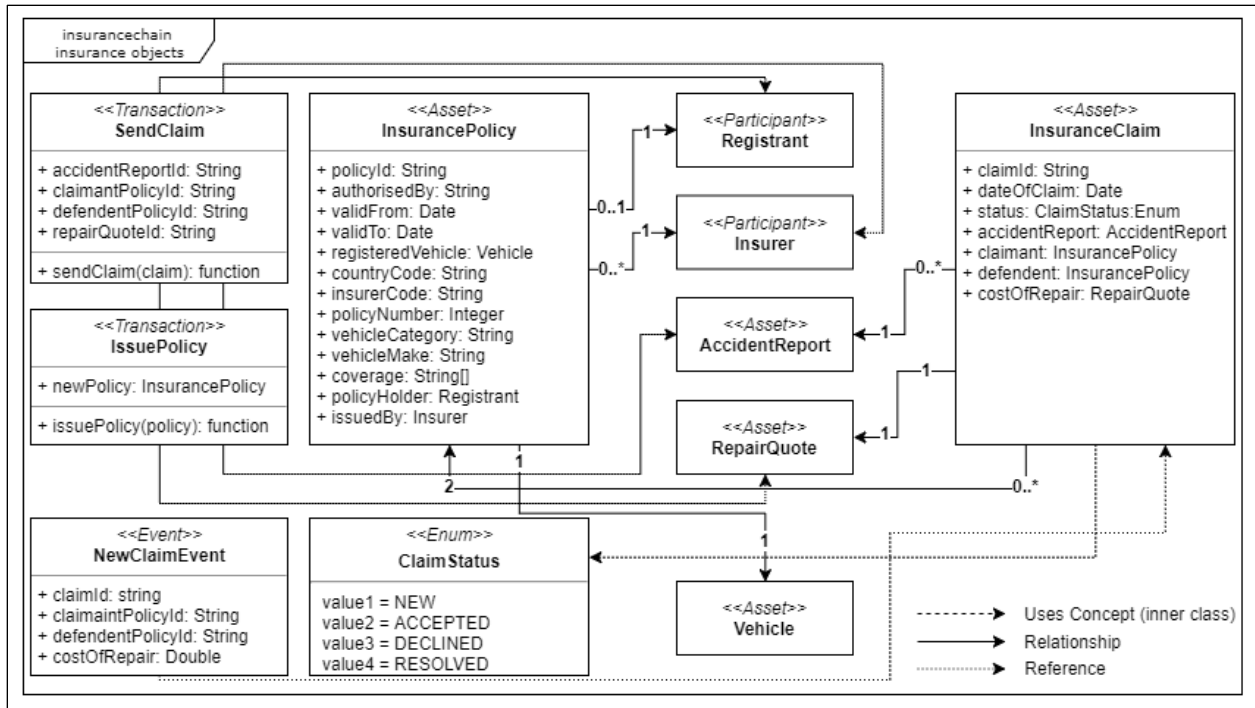 insurancechain
insurance objects
<<Transaction>>
SendClaim
+ accidentReportId: String
+ claimantPolicyId: String
+ defendentPolicyId: String
+ repairQuoteId: String
+ sendClaim(claim): function
<<Transaction>>
IssuePolicy
+ newPolicy: InsurancePolicy
+ issuePolicy(policy): function
<<Event>>
NewClaimEvent
+ claimId: string
+ claimaintPolicyId: String
+ defendentPolicyId: String
+ costOfRepair: Double
<<Asset>>
InsurancePolicy
+ policyId: String
+ authorisedBy: String
+ validFrom: Date
+ validTo: Date
+ registeredVehicle: Vehicle
+ countryCode: String
+ insurerCode: String
+ policyNumber: Integer
+ vehicleCategory: String
+ vehicleMake: String
+ coverage: String[]
+ policyHolder: Registrant
+ issuedBy: Insurer
<<Enum>>
ClaimStatus
value1 = NEW
value2 = ACCEPTED
value3 = DECLINED
value4 = RESOLVED
1
0..1
1
0..*
<<Participant>>
Registrant
<<Participant>>
Insurer
<<Asset>>
AccidentReport
<<Asset>>
RepairQuote
<<Asset>>
Vehicle
0..*
1
1
1
1
2
0..*
1
<<Asset>>
InsuranceClaim
+ claimId: String
+ dateOfClaim: Date
+ status: ClaimStatus:Enum
+ accidentReport: AccidentReport
+ claimant: InsurancePolicy
+ defendent: InsurancePolicy
+ costOfRepair: RepairQuote
Uses Concept (inner class)
Relationship
Reference